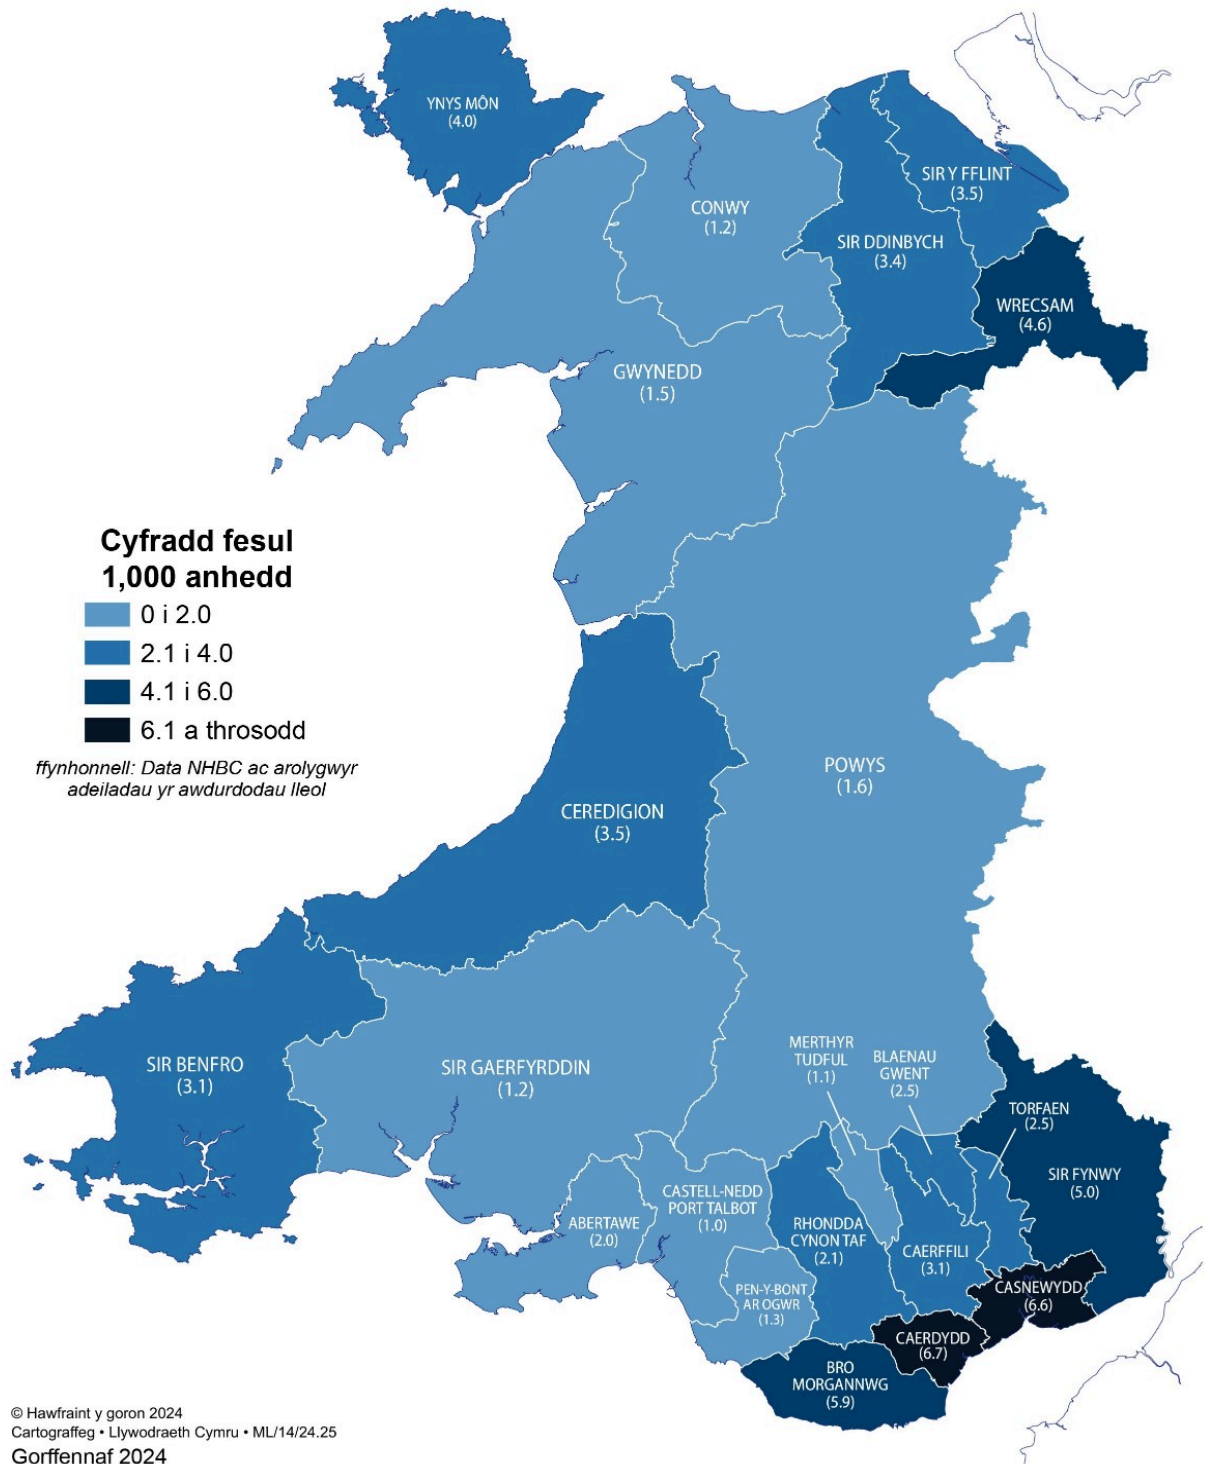 YNYS MÔN
(4.0)
CONWY
(1.2)
SIR Y FFLINT
(3.5)
SIR DDINBYCH
(3.4)
WRECSAM
(4.6)
GWYNEDD
(1.5)
Cyfradd fesul
1,000 anhedd
0 i 2.0
2.1 i 4.0
4.1 i 6.0
6.1 a throsodd
ffynhonnell: Data NHBC ac arolygwyr
adeiladau yr awdurdodau lleol
POWYS
(1.6)
CEREDIGION
(3.5)
SIR BENFRO
(3.1)
SIR GAERFYRDDIN
(1.2)
MERTHYR
TUDFUL
(1.1)
BLAENAU
GWENT
(2.5)
TORFAEN
(2.5)
SIR FYNWY
(5.0)
ABERTAWE
(2.0)
CASTELL-NEDD
PORT TALBOT
(1.0)
RHONDDA
CYNON TAF
(2.1)
CAERFFILI
(3.1)
PEN-Y-BONT
AR OGWR
(1.3)
CASNEWYDD
(6.6)
CAERDYDD
(6.7)
BRO
MORGANNWG
(5.9)
© Hawfraint y goron 2024
Cartograffeg • Llywodraeth Cymru • ML/14/24.25
Gorffennaf 2024